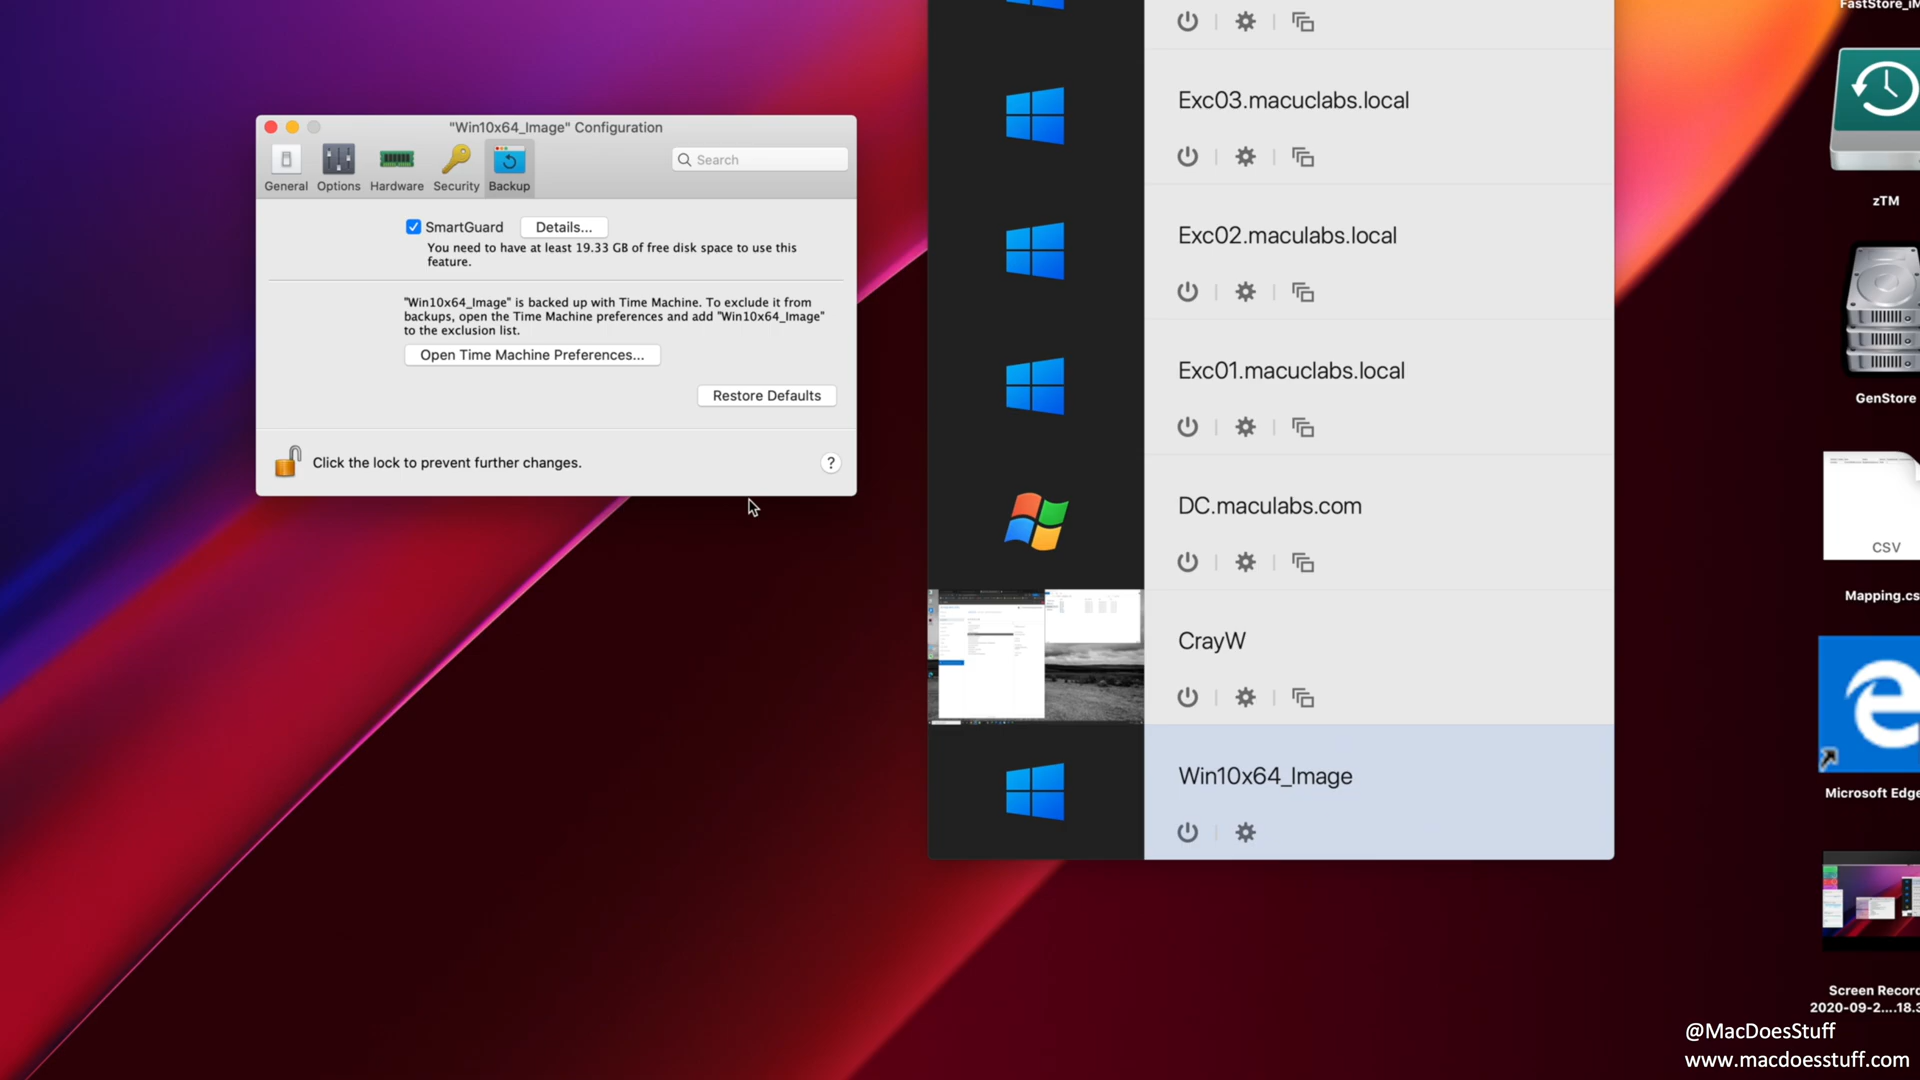 "Win10x64_Image" Configuration
General Options Hardware Security Backup
Search
SmartGuard
Details...
You need to have at least 19.33 GB of free disk space to use this
feature.
"Win10x64_Image" is backed up with Time Machine. To exclude it from
backups, open the Time Machine preferences and add "Win10x64_Image"
to the exclusion list.
Open Time Machine Preferences...
Restore Defaults
Click the lock to prevent further changes.
?
Exc03.macuclabs.local
Exc02.maculabs.local
Exc01.macuclabs.local
DC.maculabs.com
CrayW
Win10x64_Image
FastStore_iM
zTM
GenStore
CSV
Mapping.cs
Microsoft Edge
Screen Record
2020-09-2....18.3
@MacDoesStuff
www.macdoesstuff.com